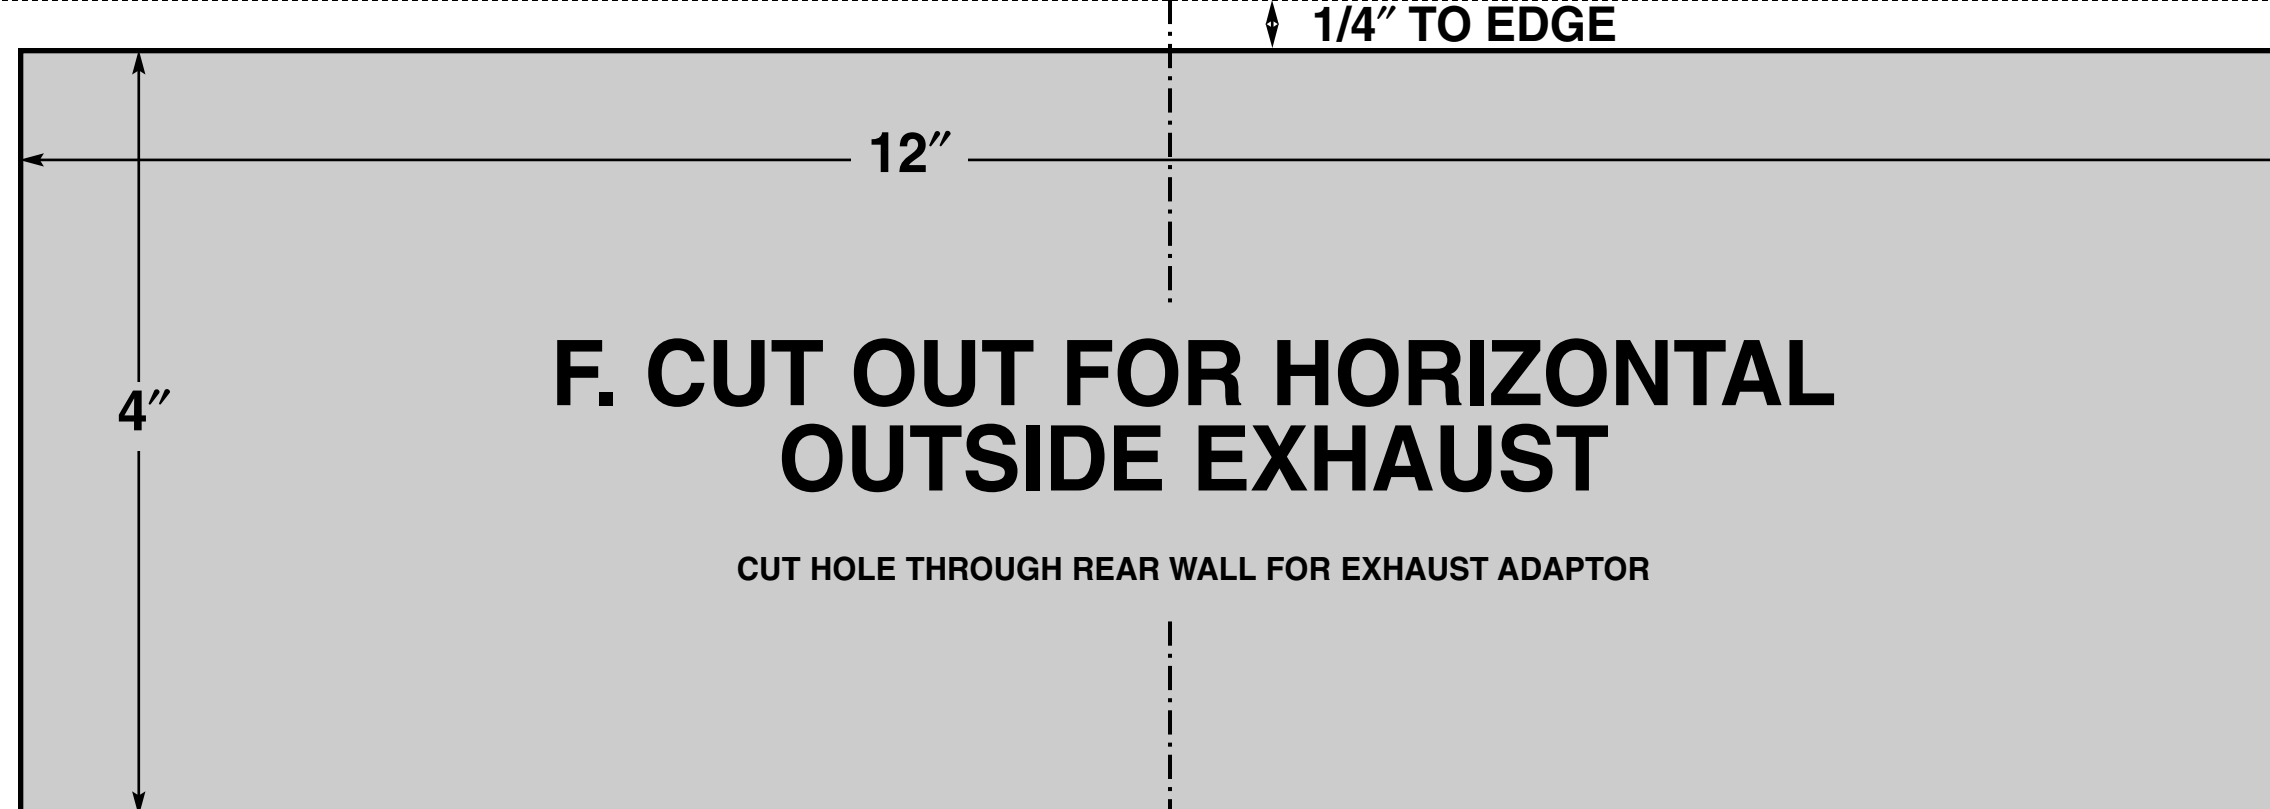 1/4″ TO EDGE
12″
F. CUT OUT FOR HORIZONTAL
OUTSIDE EXHAUST
4″
CUT HOLE THROUGH REAR WALL FOR EXHAUST ADAPTOR